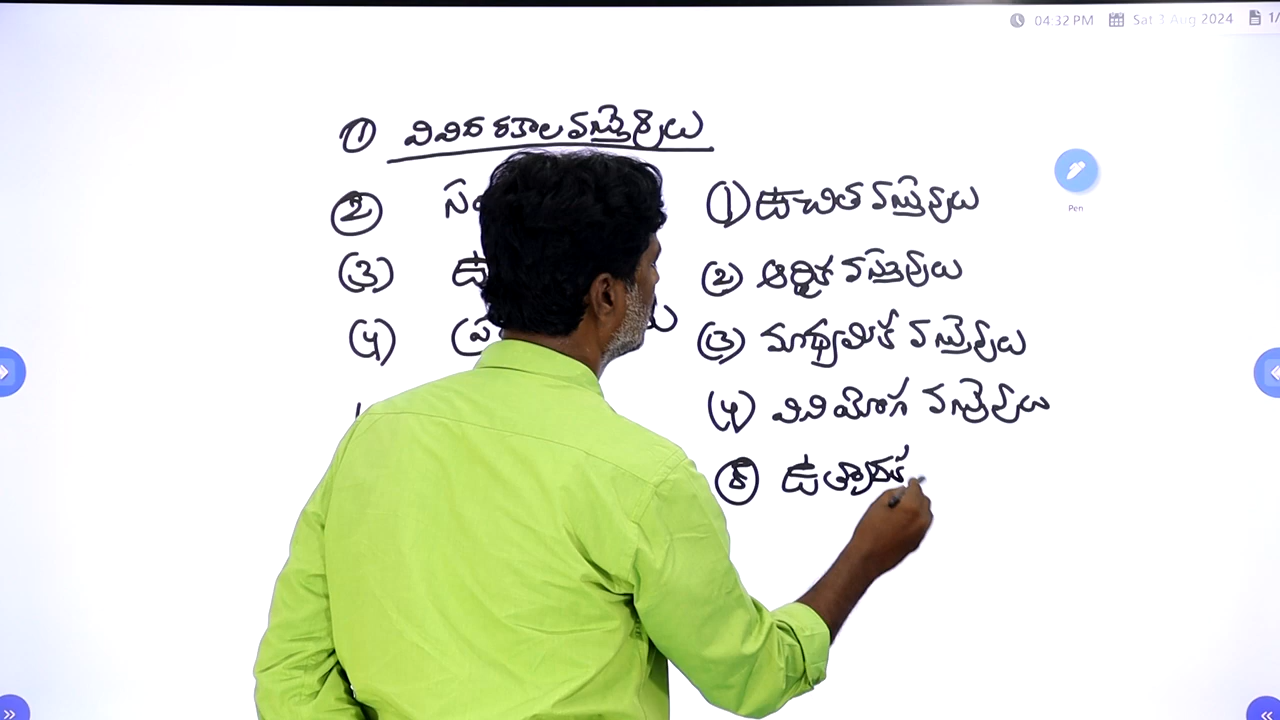 04:32 PM Sat 3 Aug 2024 1/
① వివిధ రకాల వస్తువులు
② సం
(3) ఉ
(4) (ప
(1) ఉచిత వస్తువులు
(2) ఆర్థిక వస్తువులు
(3) మాధ్యమిక వస్తువులు
(4) వినియోగ వస్తువులు
⑤ ఉత్పాదక
Pen